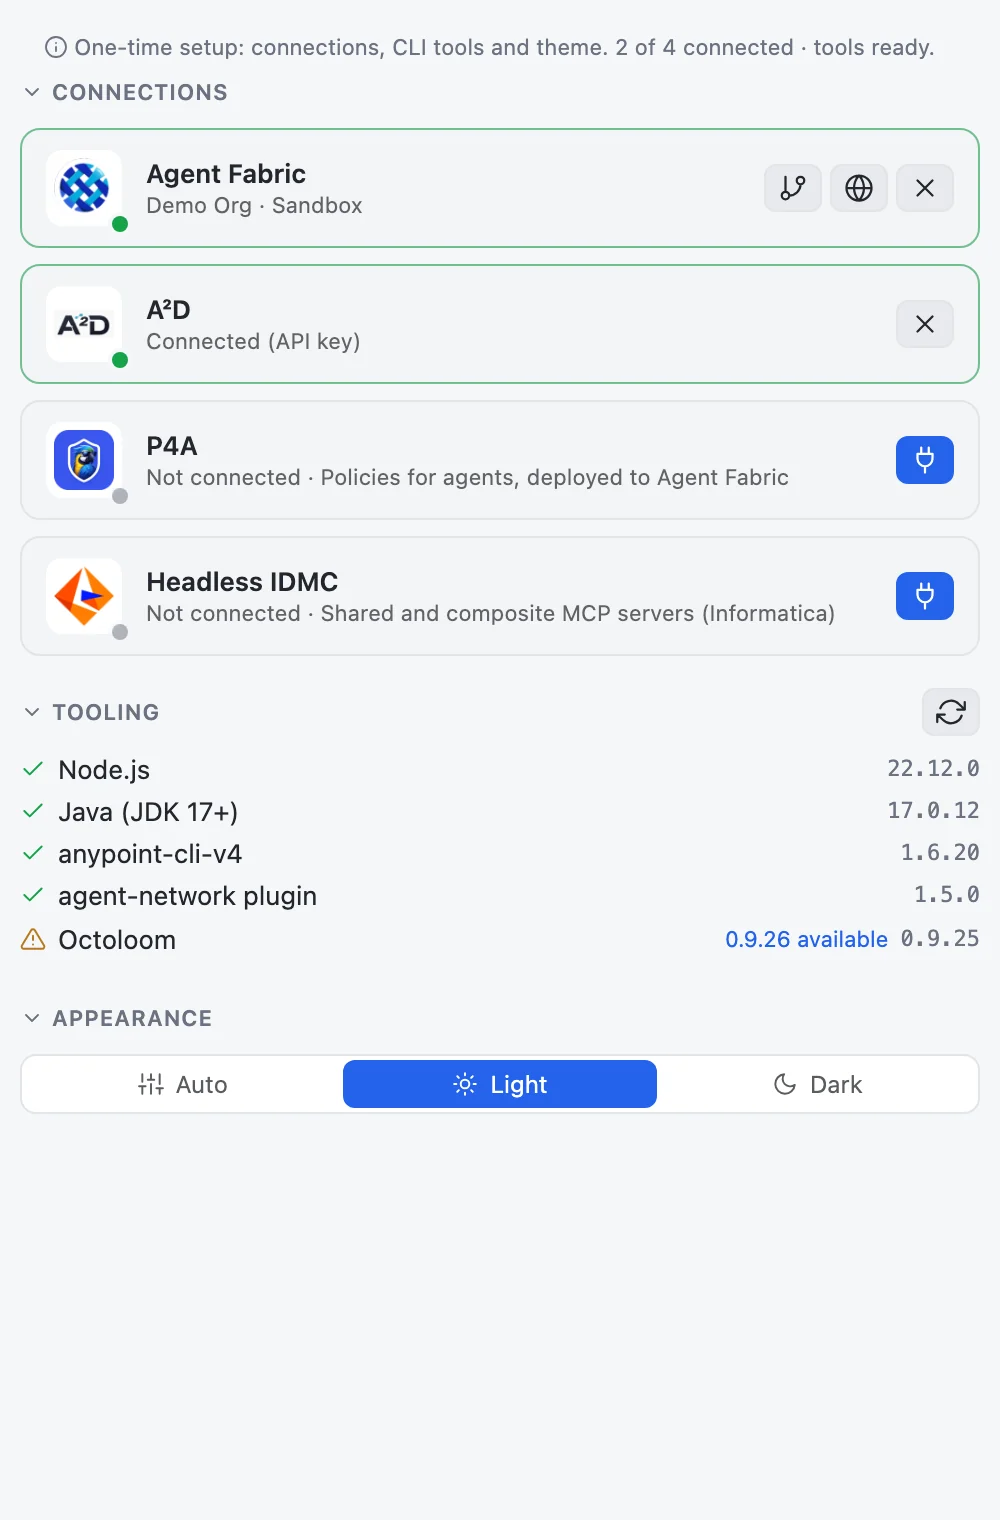 One-time setup: connections, CLI tools and theme. 2 of 4 connected · tools ready.
CONNECTIONS
Agent Fabric
Demo Org · Sandbox
A²D
A²D
Connected (API key)
P4A
Not connected · Policies for agents, deployed to Agent Fabric
Headless IDMC
Not connected · Shared and composite MCP servers (Informatica)
TOOLING
Node.js 22.12.0
Java (JDK 17+) 17.0.12
anypoint-cli-v4 1.6.20
agent-network plugin 1.5.0
Octoloom 0.9.26 available 0.9.25
APPEARANCE
Auto Light Dark